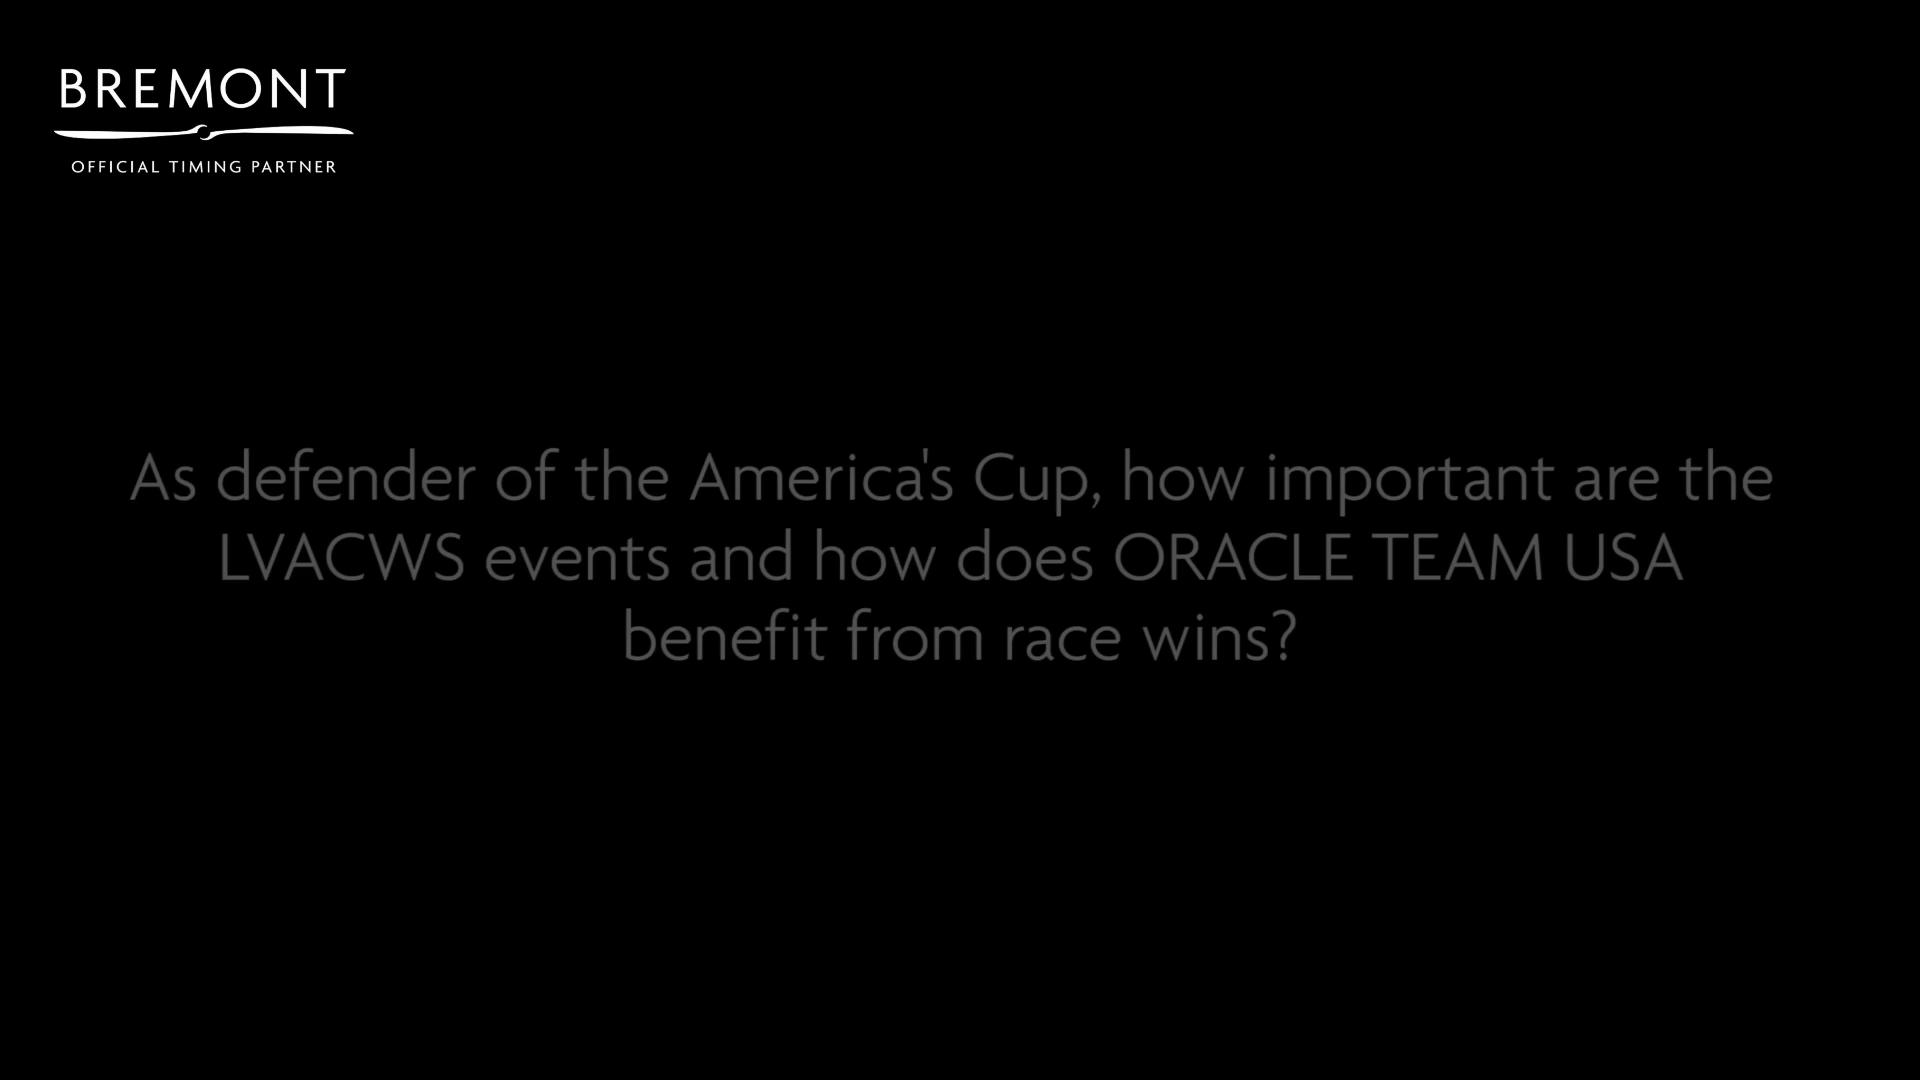 BREMONT
OFFICIAL TIMING PARTNER
As defender of the America's Cup, how important are the
LVACWS events and how does ORACLE TEAM USA
benefit from race wins?